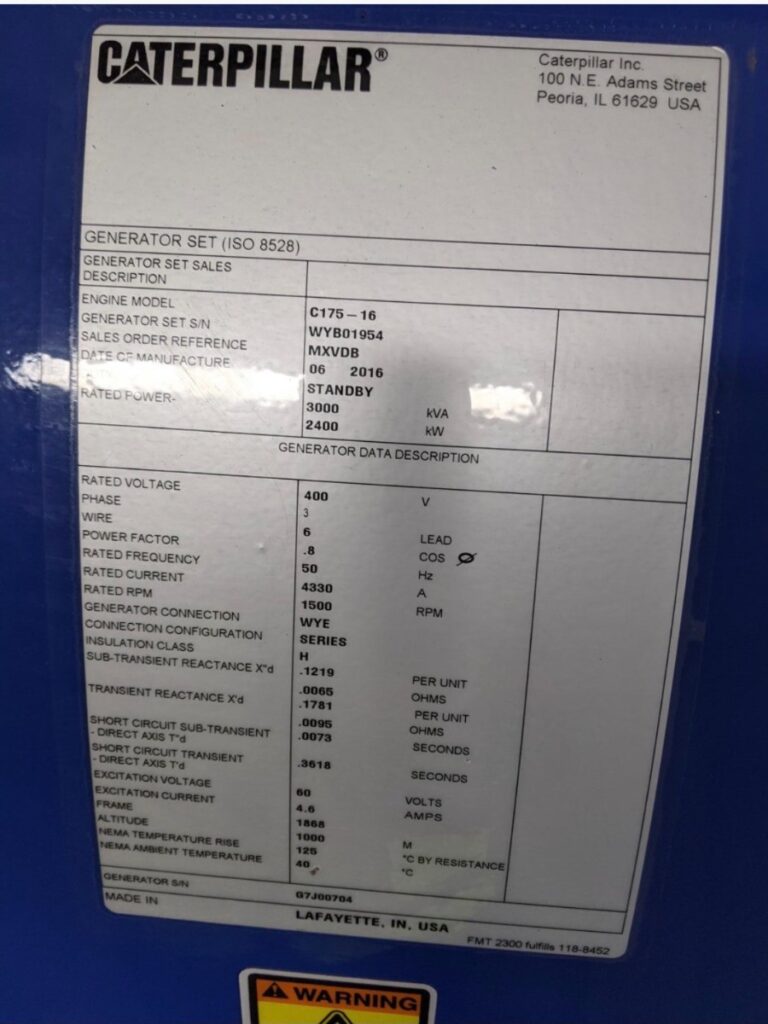 CATERPILLAR®
Caterpillar Inc.
100 N.E. Adams Street
Peoria, IL 61629 USA
GENERATOR SET (ISO 8528)
GENERATOR SET SALES
DESCRIPTION
ENGINE MODEL C175-16
GENERATOR SET S/N WYB01954
SALES ORDER REFERENCE MXVDB
DATE OF MANUFACTURE 06 2016
STANDBY
RATED POWER- 3000 kVA
2400 kW
GENERATOR DATA DESCRIPTION
RATED VOLTAGE 400 V
PHASE 3
WIRE 6 LEAD
POWER FACTOR .8 COS Ø
RATED FREQUENCY 50 Hz
RATED CURRENT 4330 A
RATED RPM 1500 RPM
GENERATOR CONNECTION WYE
CONNECTION CONFIGURATION SERIES
INSULATION CLASS H
SUB-TRANSIENT REACTANCE X"d .1219 PER UNIT
.0065 OHMS
TRANSIENT REACTANCE X'd .1781 PER UNIT
.0095 OHMS
SHORT CIRCUIT SUB-TRANSIENT
- DIRECT AXIS T"d .0073 SECONDS
SHORT CIRCUIT TRANSIENT
- DIRECT AXIS T'd .3618 SECONDS
EXCITATION VOLTAGE 60 VOLTS
EXCITATION CURRENT 4.6 AMPS
FRAME 1868
ALTITUDE 1000 M
NEMA TEMPERATURE RISE 125 °C BY RESISTANCE
NEMA AMBIENT TEMPERATURE 40 °C
GENERATOR S/N G7J00704
MADE IN LAFAYETTE, IN, USA
FMT 2300 fulfills 118-8452
WARNING